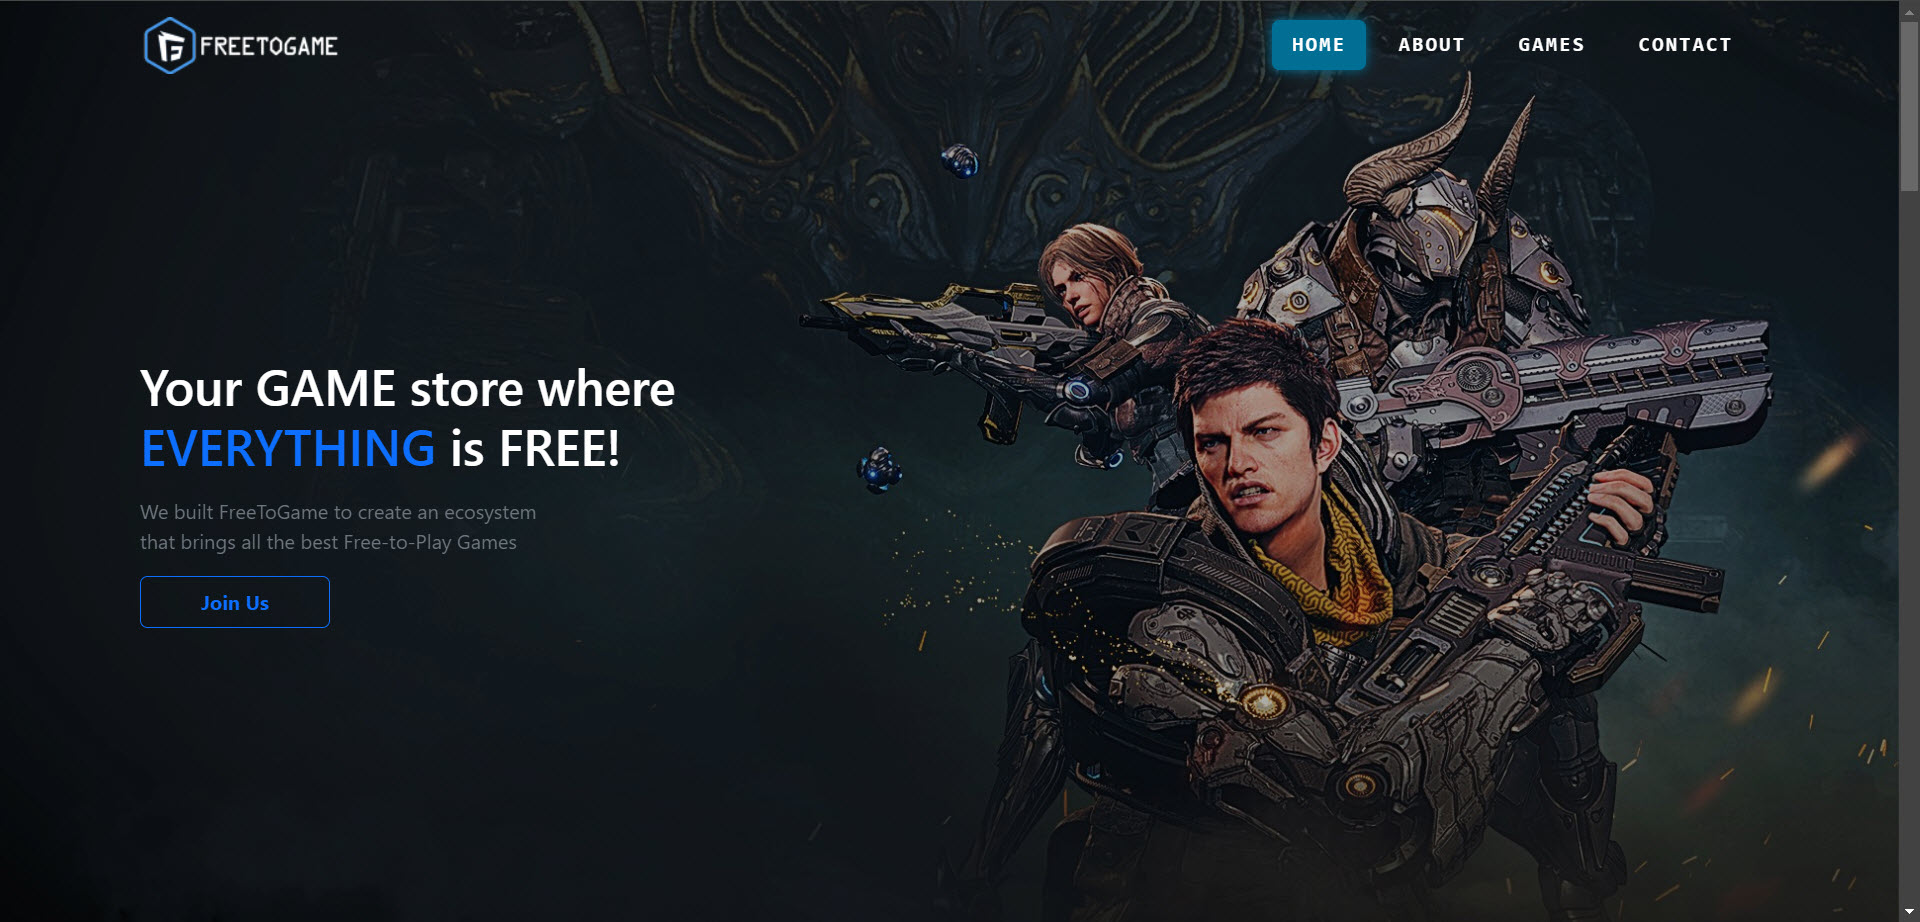 FREETOGAME
HOME ABOUT GAMES CONTACT
Your GAME store where
EVERYTHING is FREE!
We built FreeToGame to create an ecosystem
that brings all the best Free-to-Play Games
Join Us